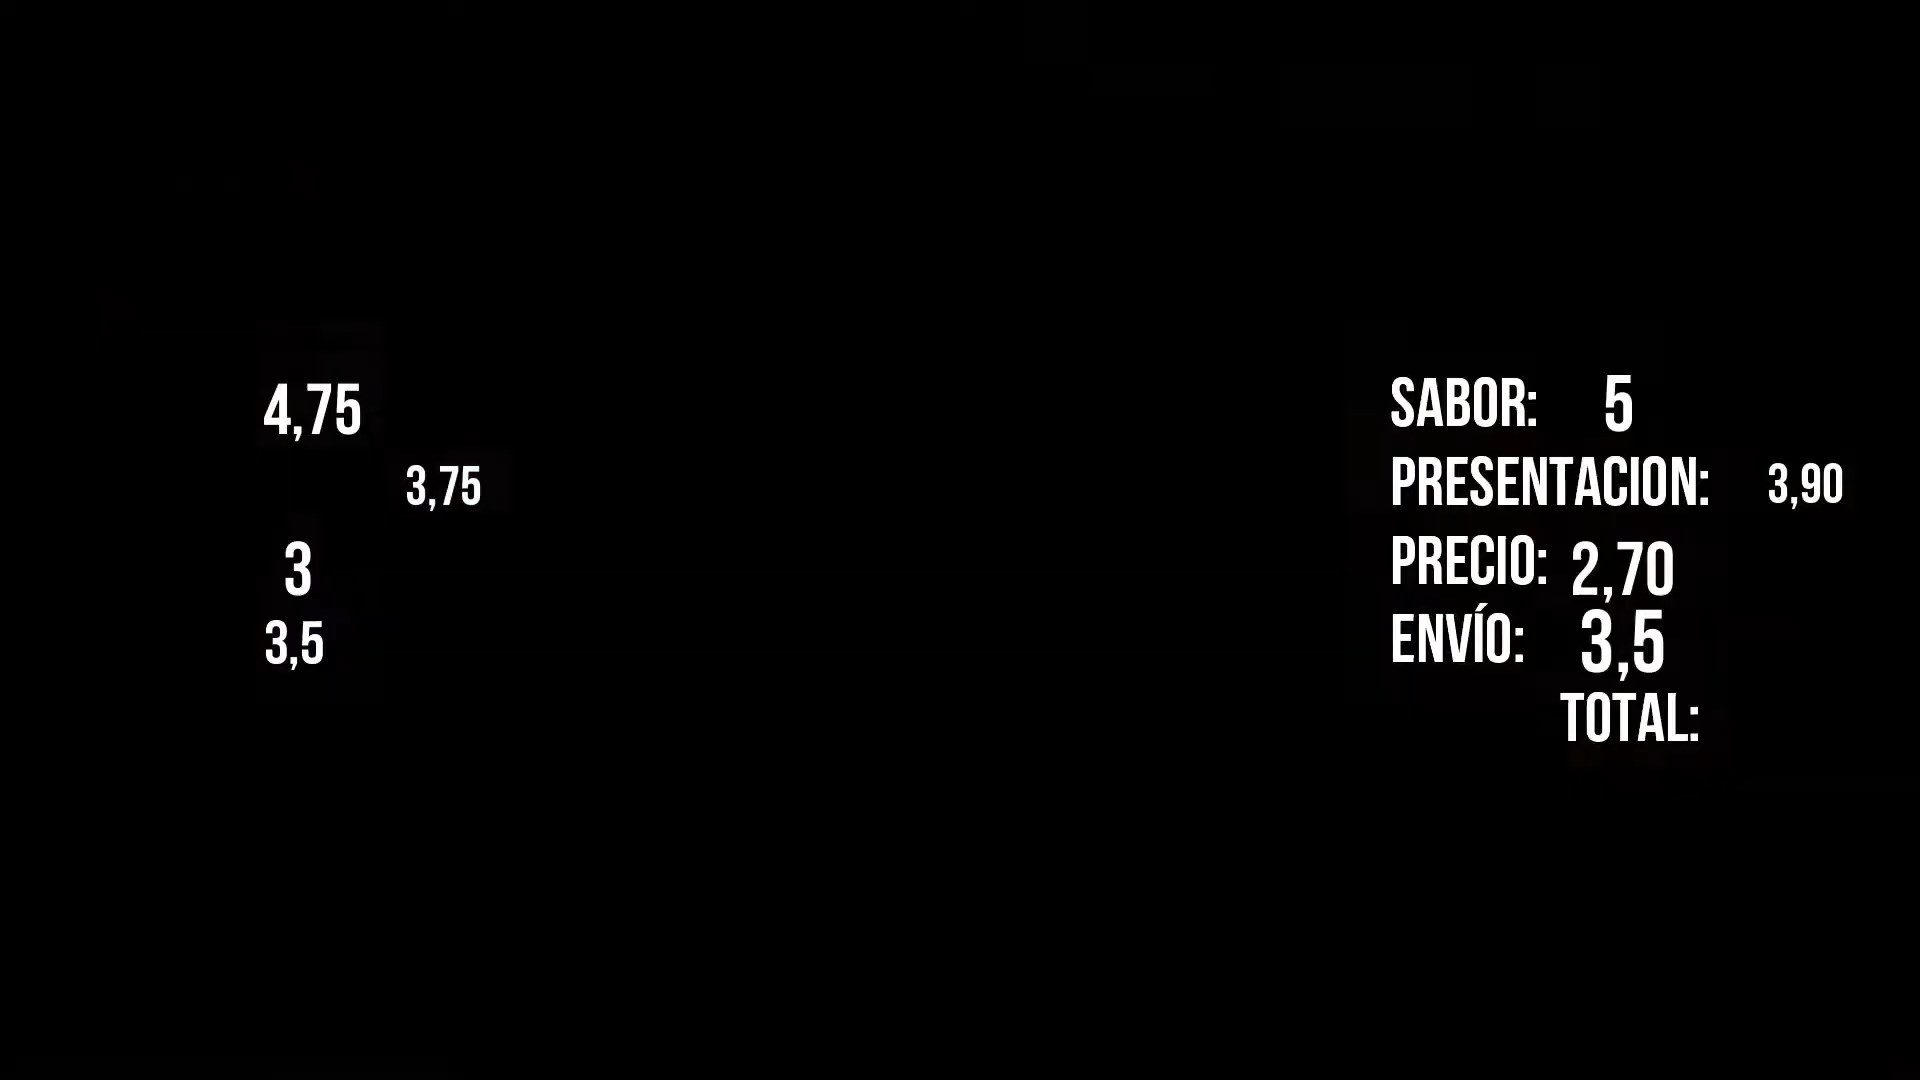 4,75
3,75
3
3,5
SABOR: 5
PRESENTACION: 3,90
PRECIO: 2,70
ENVÍO: 3,5
TOTAL: